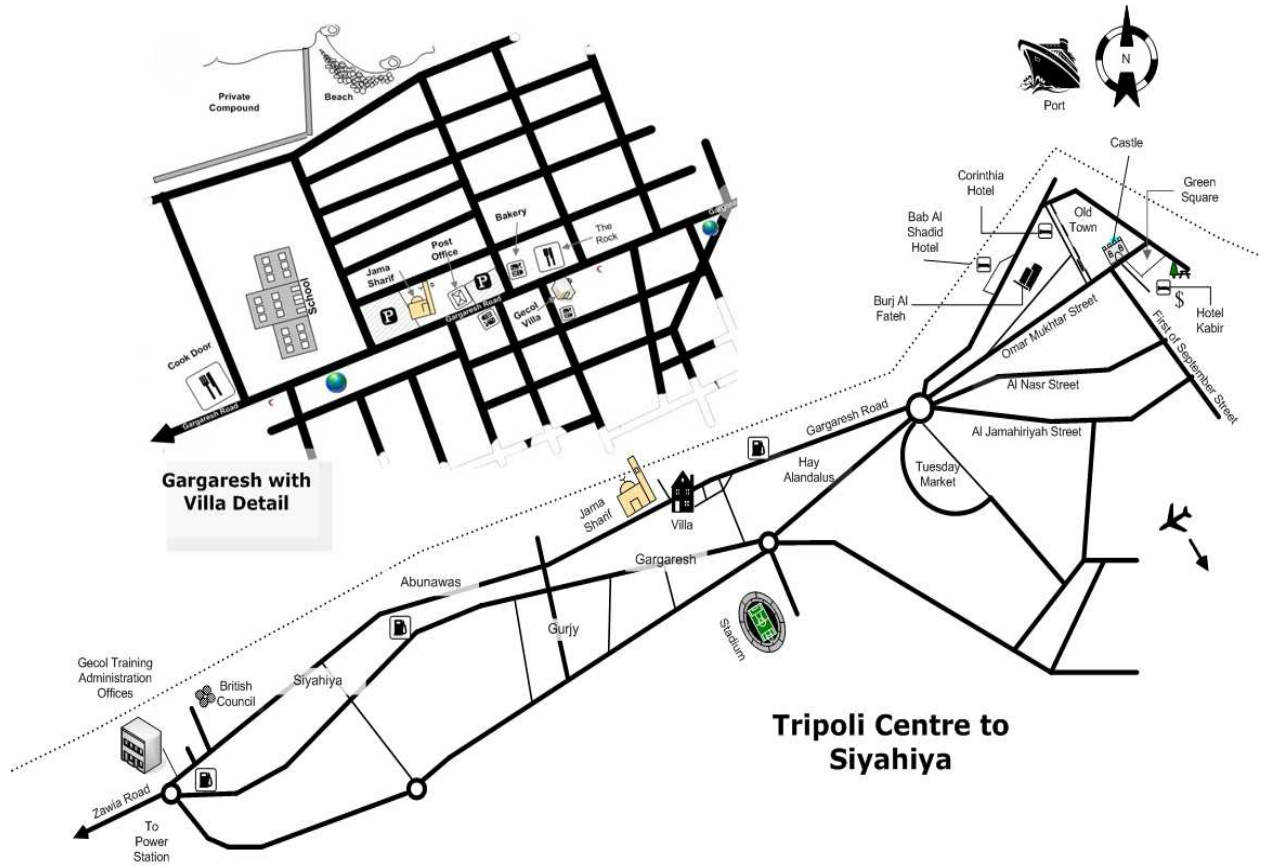 Private
Compound
Beach
Bakery
The
Rock
Post
Office
Jama
Sharif
P
P
School
Gargaresh Road
Gecol
Villa
Cook Door
Gargaresh Road
Gargaresh with
Villa Detail
N
Port
Castle
Corinthia
Hotel
Green
Square
Old
Town
Bab Al
Shadid
Hotel
Burj Al
Fateh
$
Hotel
Kabir
Omar Mukhtar Street
First of September Street
Al Nasr Street
Gargaresh Road
Al Jamahiriyah Street
Hay
Alandalus
Tuesday
Market
Jama
Sharif
Villa
Gargaresh
Abunawas
Gurjy
Stadium
Siyahiya
British
Council
Gecol Training
Administration
Offices
Zawia Road
To
Power
Station
Tripoli Centre to
Siyahiya